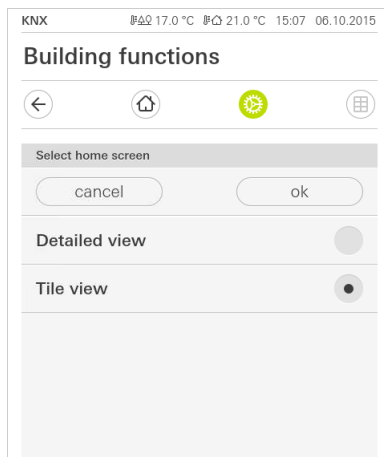 KNX 17.0 °C 21.0 °C 15:07 06.10.2015
Building functions
Select home screen
cancel ok
Detailed view
Tile view